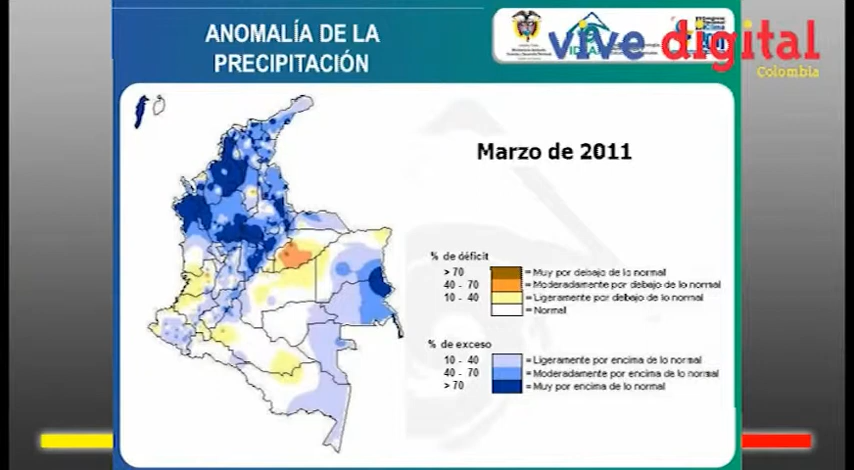 ANOMALÍA DE LA
PRECIPITACIÓN
vive digital
Colombia
Marzo de 2011
% de déficit
> 70 = Muy por debajo de lo normal
40 - 70 = Moderadamente por debajo de lo normal
10 - 40 = Ligeramente por debajo de lo normal
= Normal
% de exceso
10 - 40 = Ligeramente por encima de lo normal
40 - 70 = Moderadamente por encima de lo normal
> 70 = Muy por encima de lo normal